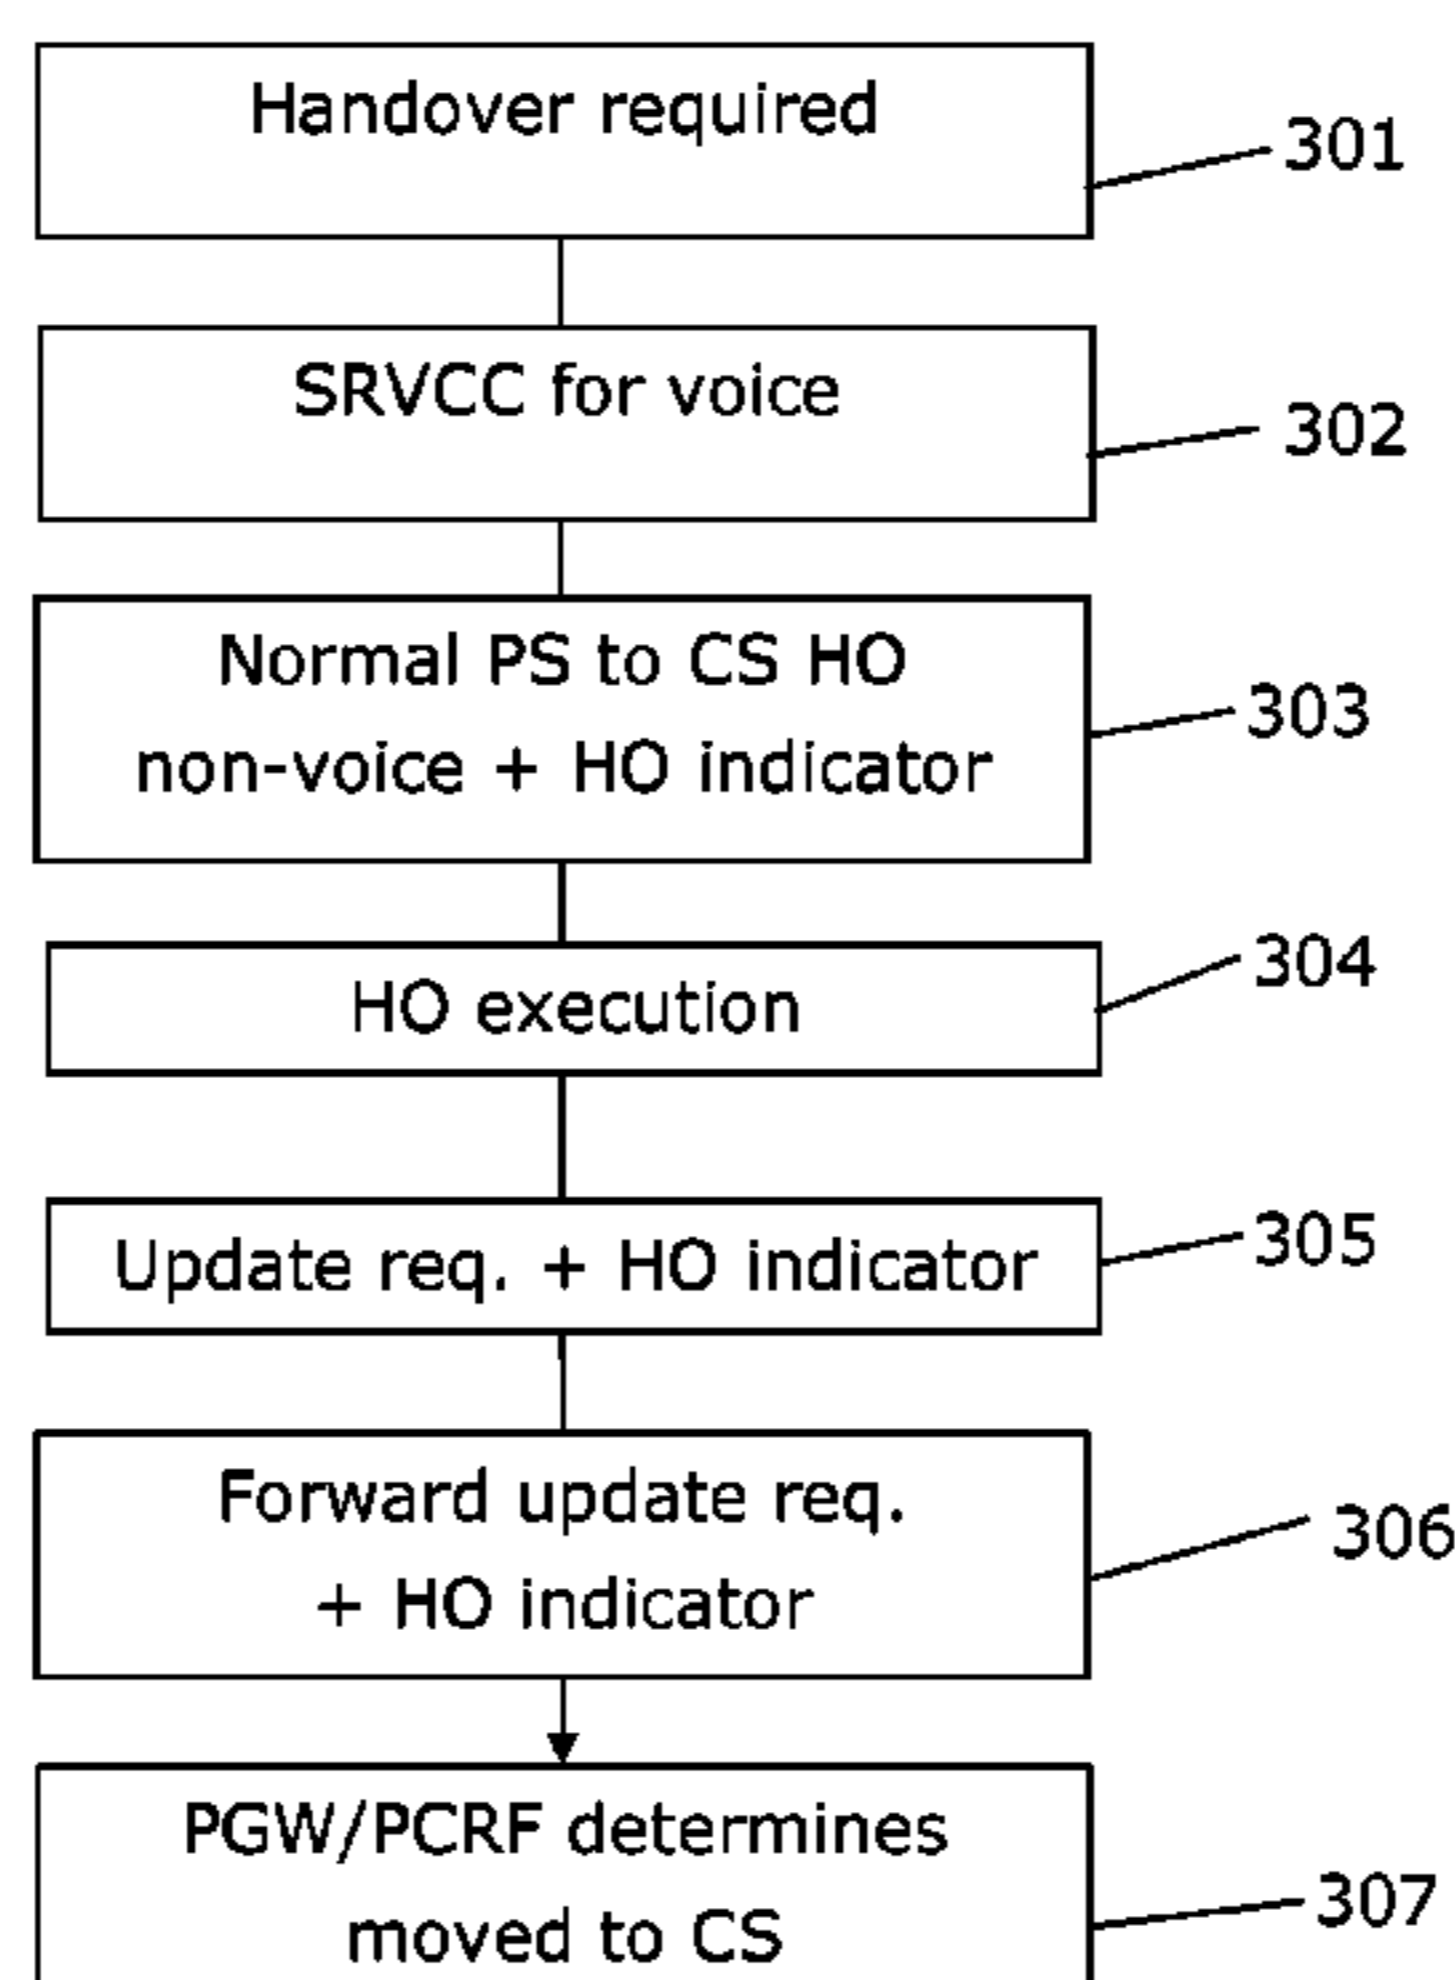 Handover required
301
SRVCC for voice
302
Normal PS to CS HO
non-voice + HO indicator
303
HO execution
304
Update req. + HO indicator
305
Forward update req.
+ HO indicator
306
PGW/PCRF determines
moved to CS
307